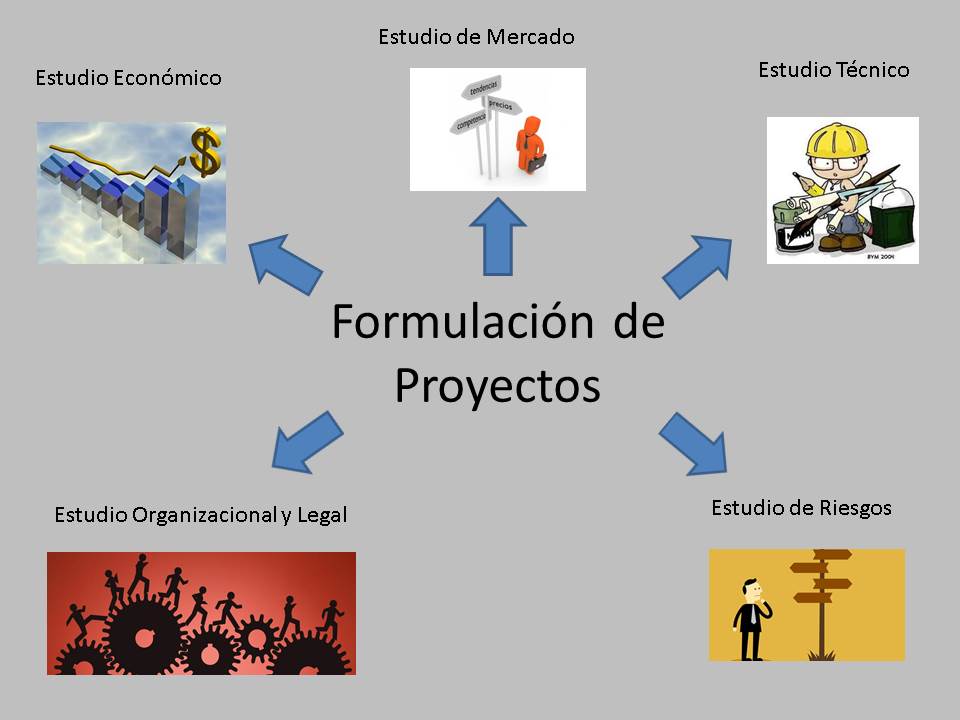 Estudio de Mercado
Estudio Económico
Estudio Técnico
tendencias
precios
competencia
$
BYM 2004
Formulación de
Proyectos
Estudio Organizacional y Legal
Estudio de Riesgos